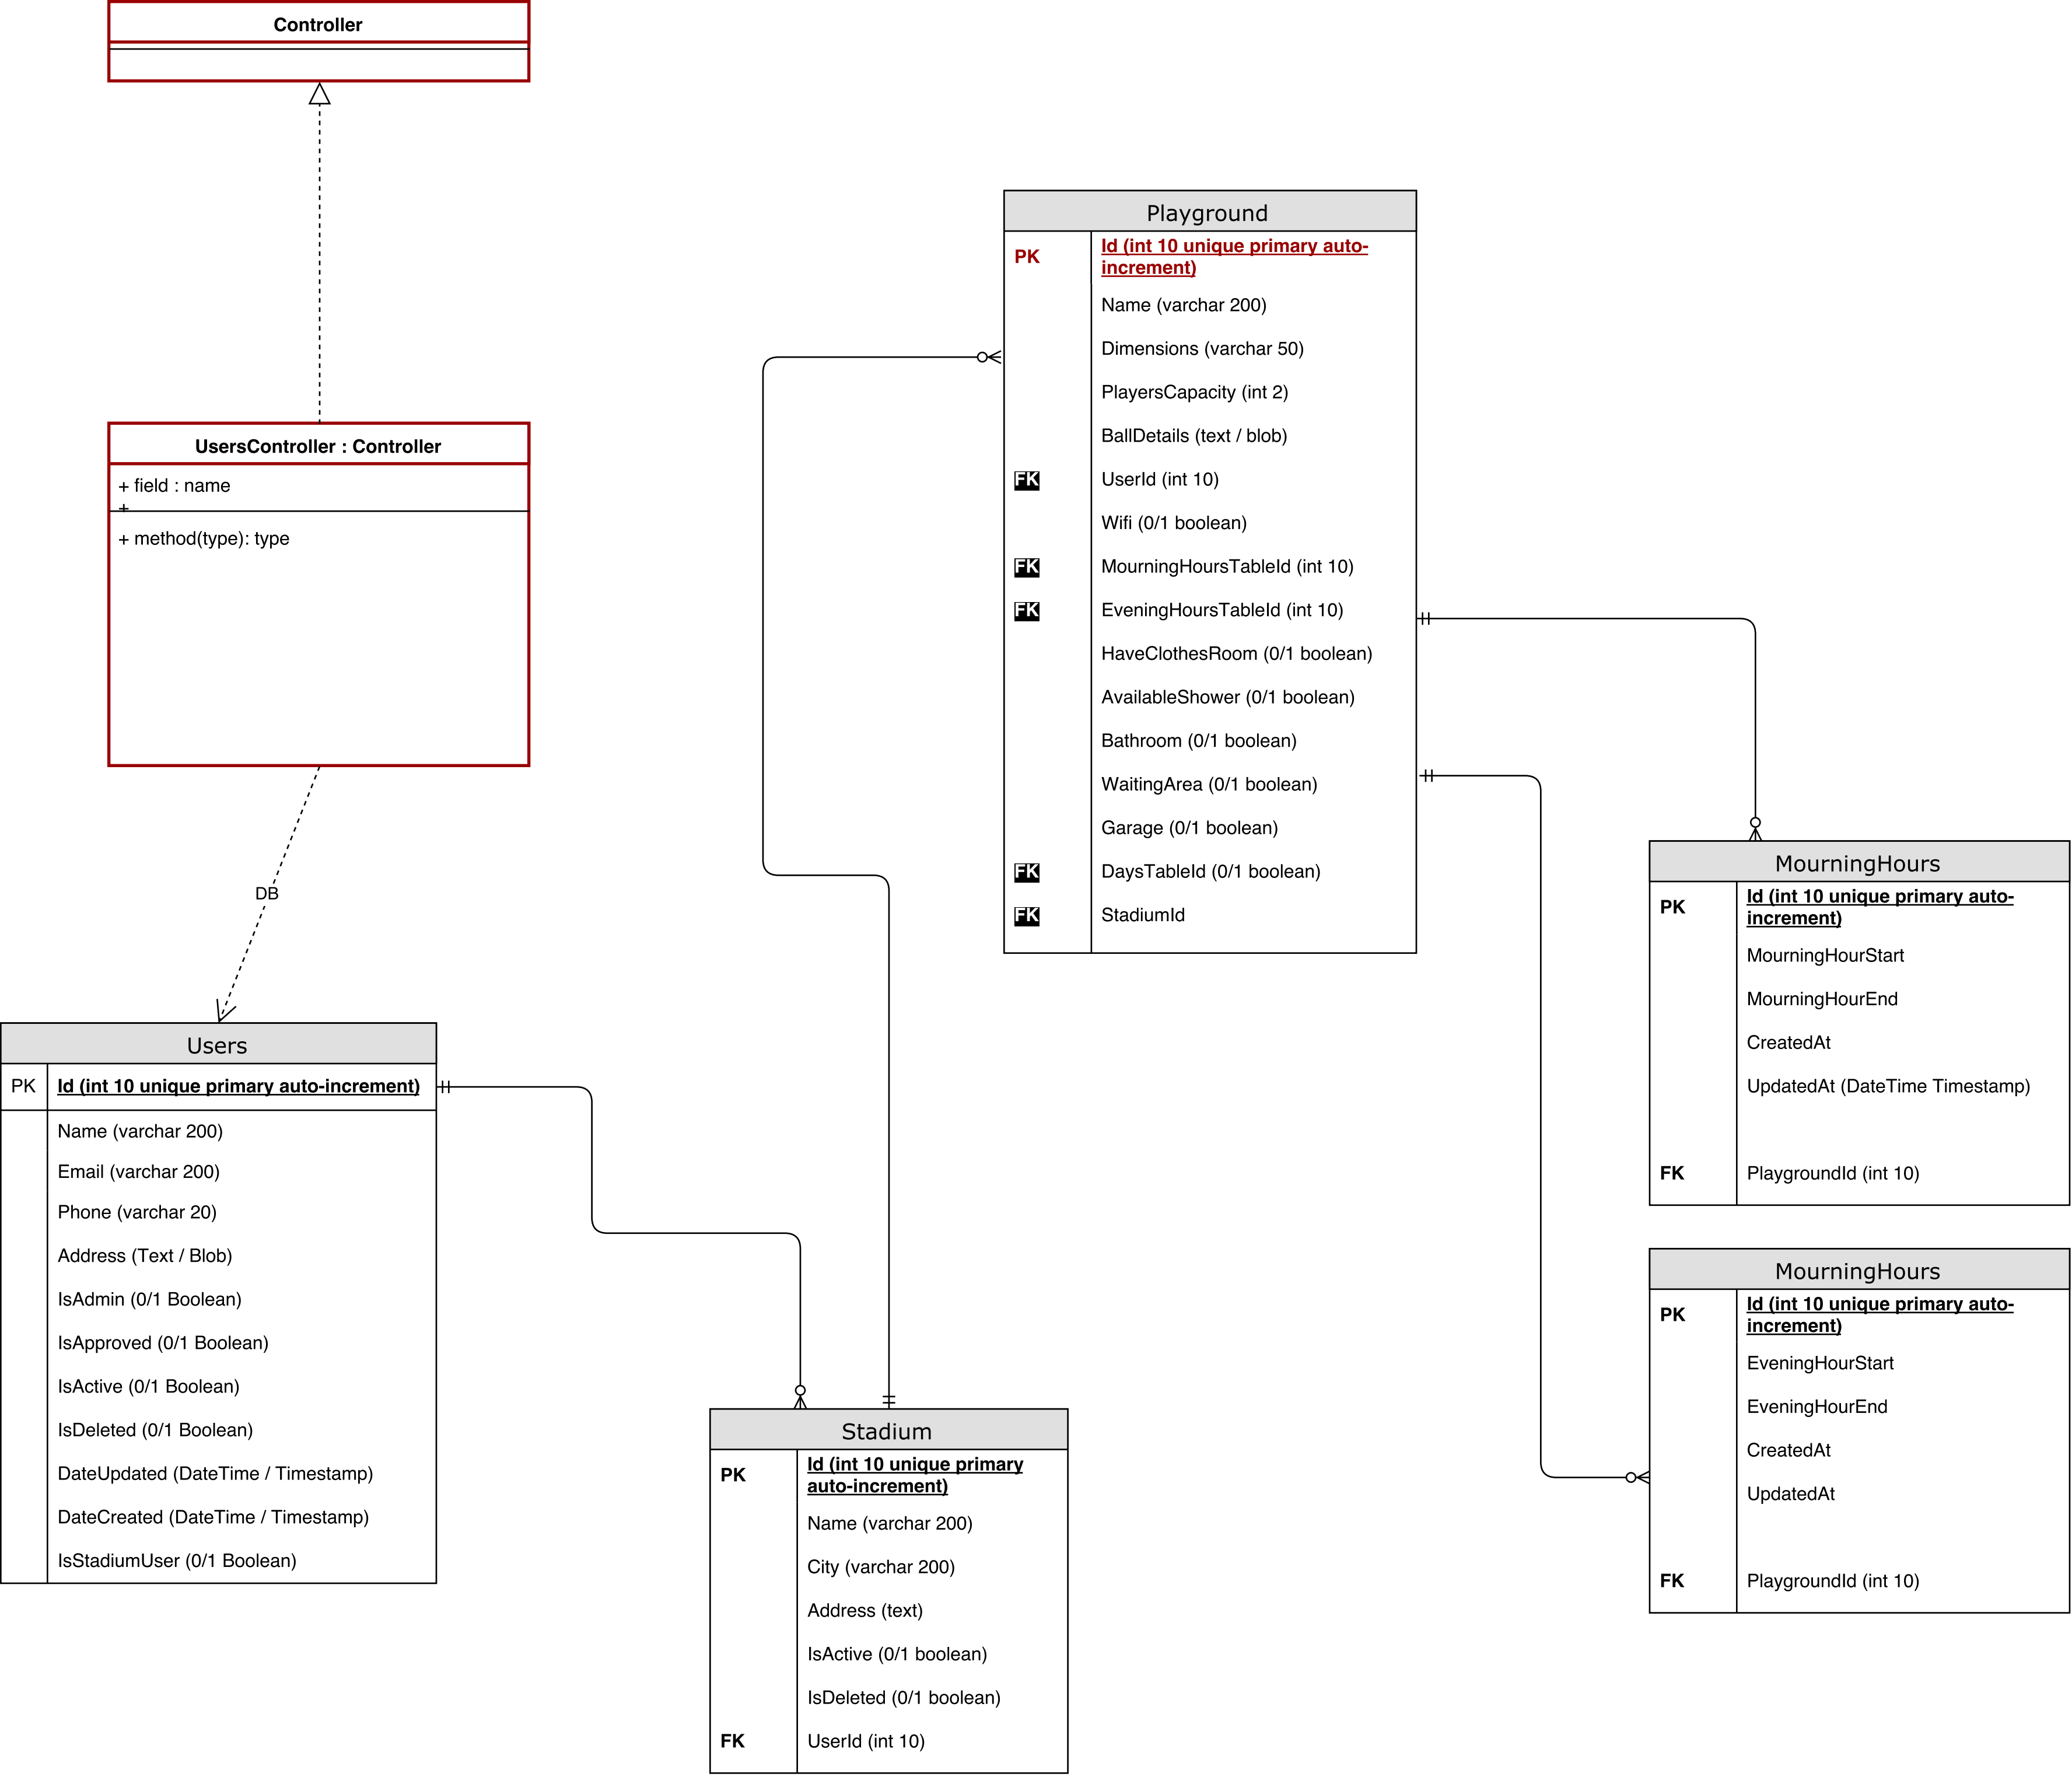 Controller
UsersController : Controller
+ field : name
+
+ method(type): type
DB
Users
PK Id (int 10 unique primary auto-increment)
Name (varchar 200)
Email (varchar 200)
Phone (varchar 20)
Address (Text / Blob)
IsAdmin (0/1 Boolean)
IsApproved (0/1 Boolean)
IsActive (0/1 Boolean)
IsDeleted (0/1 Boolean)
DateUpdated (DateTime / Timestamp)
DateCreated (DateTime / Timestamp)
IsStadiumUser (0/1 Boolean)
Stadium
PK Id (int 10 unique primary
auto-increment)
Name (varchar 200)
City (varchar 200)
Address (text)
IsActive (0/1 boolean)
IsDeleted (0/1 boolean)
FK UserId (int 10)
Playground
PK Id (int 10 unique primary auto-
increment)
Name (varchar 200)
Dimensions (varchar 50)
PlayersCapacity (int 2)
BallDetails (text / blob)
FK UserId (int 10)
Wifi (0/1 boolean)
FK MourningHoursTableId (int 10)
FK EveningHoursTableId (int 10)
HaveClothesRoom (0/1 boolean)
AvailableShower (0/1 boolean)
Bathroom (0/1 boolean)
WaitingArea (0/1 boolean)
Garage (0/1 boolean)
FK DaysTableId (0/1 boolean)
FK StadiumId
MourningHours
PK Id (int 10 unique primary auto-
increment)
MourningHourStart
MourningHourEnd
CreatedAt
UpdatedAt (DateTime Timestamp)
FK PlaygroundId (int 10)
MourningHours
PK Id (int 10 unique primary auto-
increment)
EveningHourStart
EveningHourEnd
CreatedAt
UpdatedAt
FK PlaygroundId (int 10)